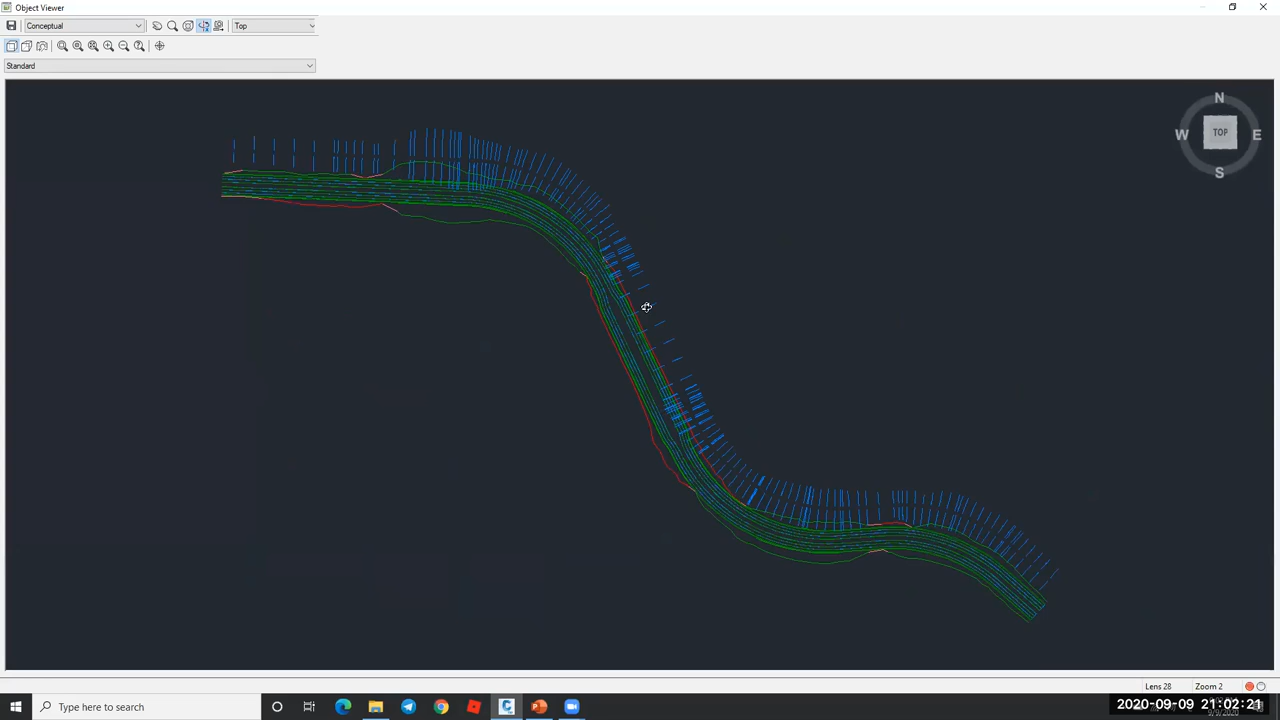 Object Viewer
Conceptual
Top
Standard
N
W TOP E
S
Lens 28 Zoom 2
Type here to search
2020-09-09 21:02:21